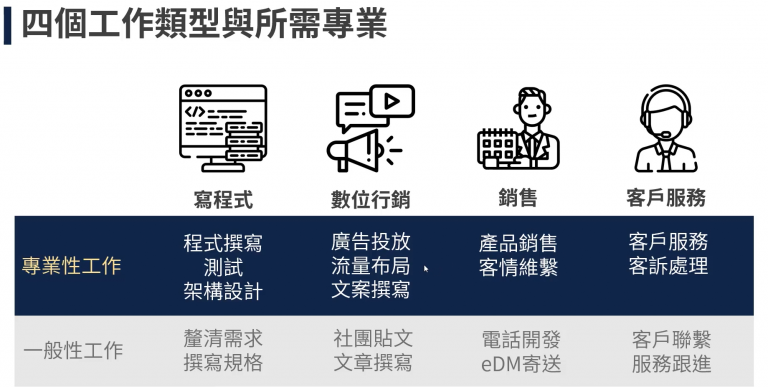 四個工作類型與所需專業
</>
寫程式 數位行銷 銷售 客戶服務
專業性工作
程式撰寫
測試
架構設計
廣告投放
流量布局
文案撰寫
產品銷售
客情維繫
客戶服務
客訴處理
一般性工作
釐清需求
撰寫規格
社團貼文
文章撰寫
電話開發
eDM寄送
客戶聯繫
服務跟進